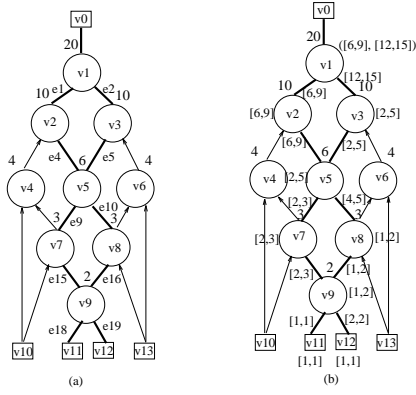 v0
20
v1
10 e1 e2 10
v2
v3
4 e4 6 e5 4
v4
v5
v6
e10
3 e9 3
v7
v8
e15 2 e16
v9
e18 e19
v10
v11
v12
v13
(a)
v0
20 ([6,9], [12,15])
v1
[12,15]
10 [6,9] 10
[6,9] v2
v3 [2,5]
4 [6,9] 6 [2,5] 4
v4 [2,5] v5
v6
[2,3] [4,5]
3 3
[2,3] v7
v8 [1,2]
[2,3] 2 [1,2]
v9 [1,2]
[1,1] [2,2]
v10
v11
v12
v13
[1,1] [1,1]
(b)